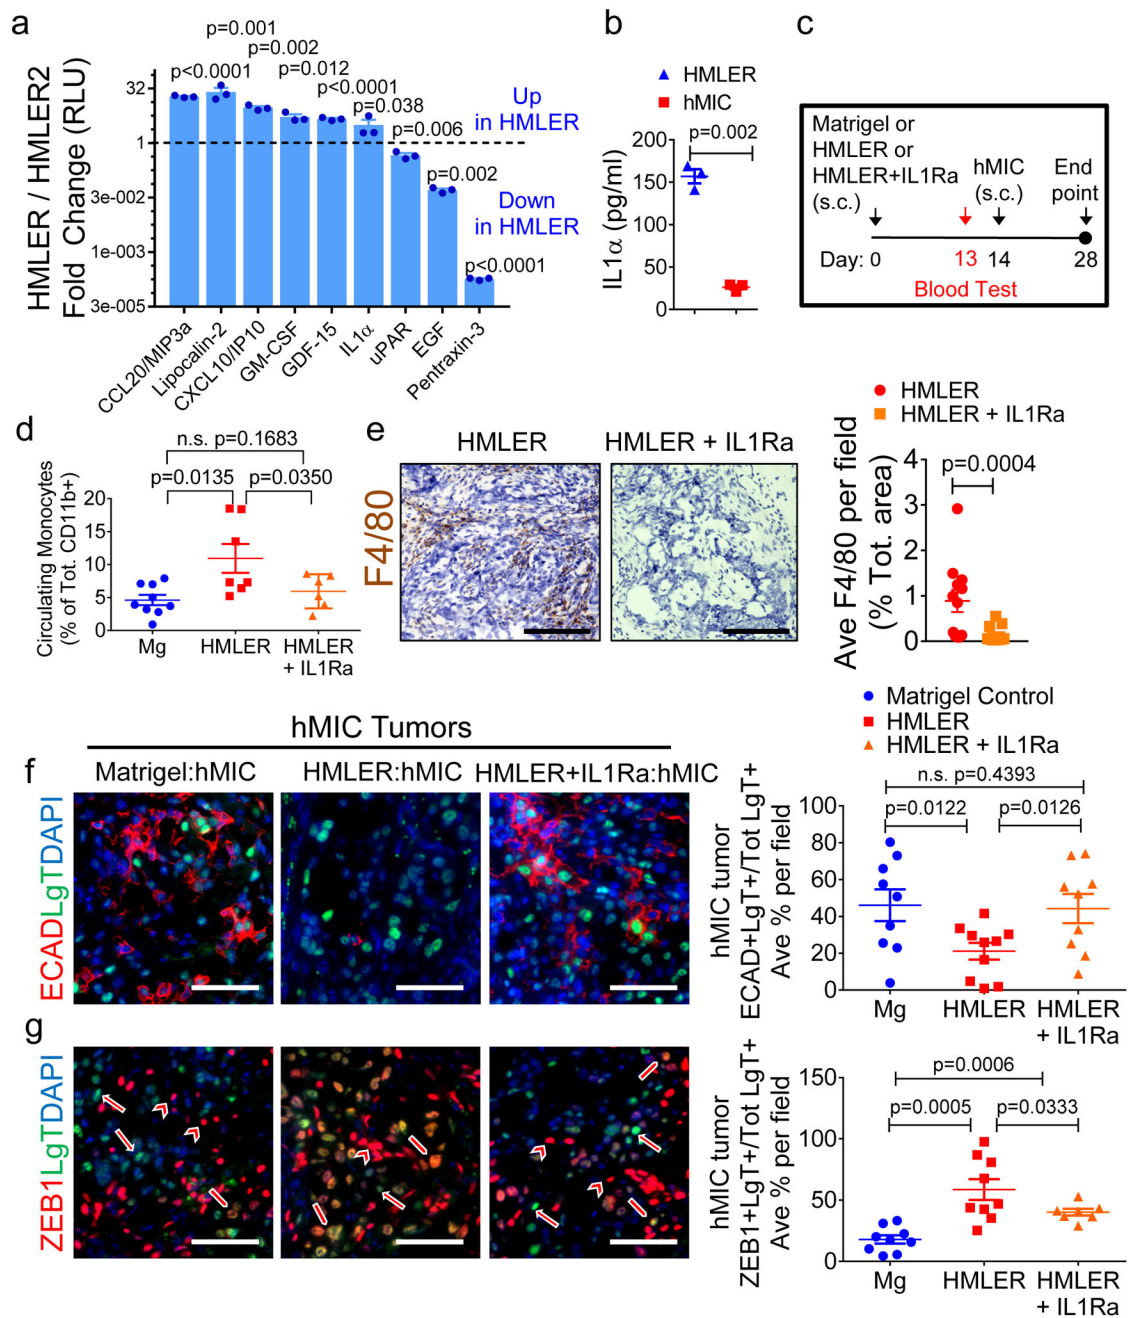 a
HMLER / HMLER2
Fold Change (RLU)
32
1
3e-002
1e-003
3e-005
p<0.0001
p=0.001
p=0.002
p=0.012
p<0.0001
p=0.038
p=0.006
p=0.002
p<0.0001
Up
in HMLER
Down
in HMLER
CCL20/MIP3a
Lipocalin-2
CXCL10/IP10
GM-CSF
GDF-15
IL1α
uPAR
EGF
Pentraxin-3
b
HMLER
hMIC
p=0.002
IL1α (pg/ml)
200
150
100
50
0
c
Matrigel or
HMLER or
HMLER+IL1Ra
(s.c.)
hMIC
(s.c.)
End
point
Day: 0
13
14
28
Blood Test
d
n.s. p=0.1683
p=0.0135
p=0.0350
Circulating Monocytes
(% of Tot. CD11b+)
20
15
10
5
0
Mg
HMLER
HMLER
+ IL1Ra
e
HMLER
HMLER + IL1Ra
F4/80
HMLER
HMLER + IL1Ra
p=0.0004
Ave F4/80 per field
(% Tot. area)
4
3
2
1
0
hMIC Tumors
f
Matrigel:hMIC
HMLER:hMIC
HMLER+IL1Ra:hMIC
ECADLgTDAPI
Matrigel Control
HMLER
HMLER + IL1Ra
n.s. p=0.4393
p=0.0122
p=0.0126
hMIC tumor
ECAD+LgT+/Tot LgT+
Ave % per field
100
80
60
40
20
0
Mg
HMLER
HMLER
+ IL1Ra
g
ZEB1LgTDAPI
p=0.0006
p=0.0005
p=0.0333
hMIC tumor
ZEB1+LgT+/Tot LgT+
Ave % per field
150
100
50
0
Mg
HMLER
HMLER
+ IL1Ra